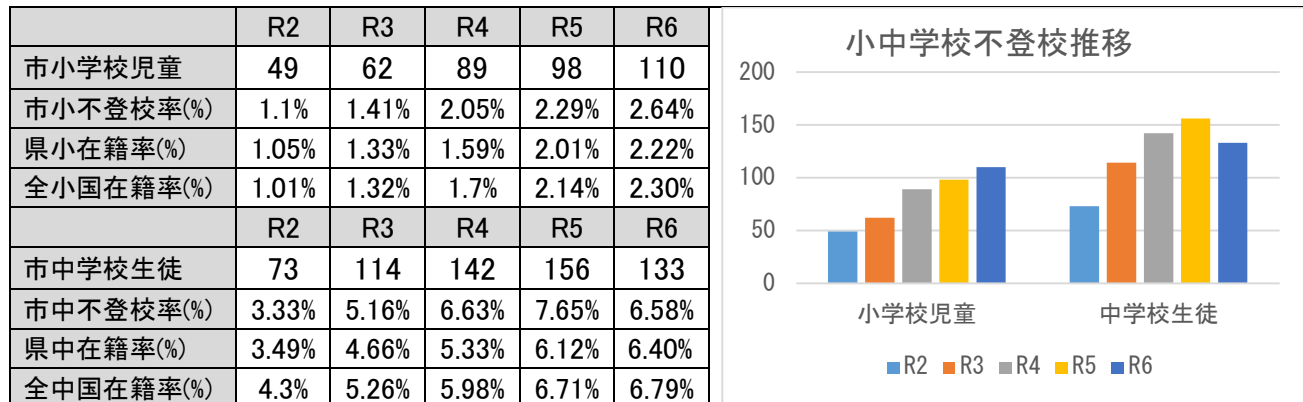 R2 R3 R4 R5 R6
市小学校児童 49 62 89 98 110
市小不登校率(%) 1.1% 1.41% 2.05% 2.29% 2.64%
県小在籍率(%) 1.05% 1.33% 1.59% 2.01% 2.22%
全小国在籍率(%) 1.01% 1.32% 1.7% 2.14% 2.30%
R2 R3 R4 R5 R6
市中学校生徒 73 114 142 156 133
市中不登校率(%) 3.33% 5.16% 6.63% 7.65% 6.58%
県中在籍率(%) 3.49% 4.66% 5.33% 6.12% 6.40%
全中国在籍率(%) 4.3% 5.26% 5.98% 6.71% 6.79%
小中学校不登校推移
200
150
100
50
0
小学校児童 中学校生徒
R2 R3 R4 R5 R6